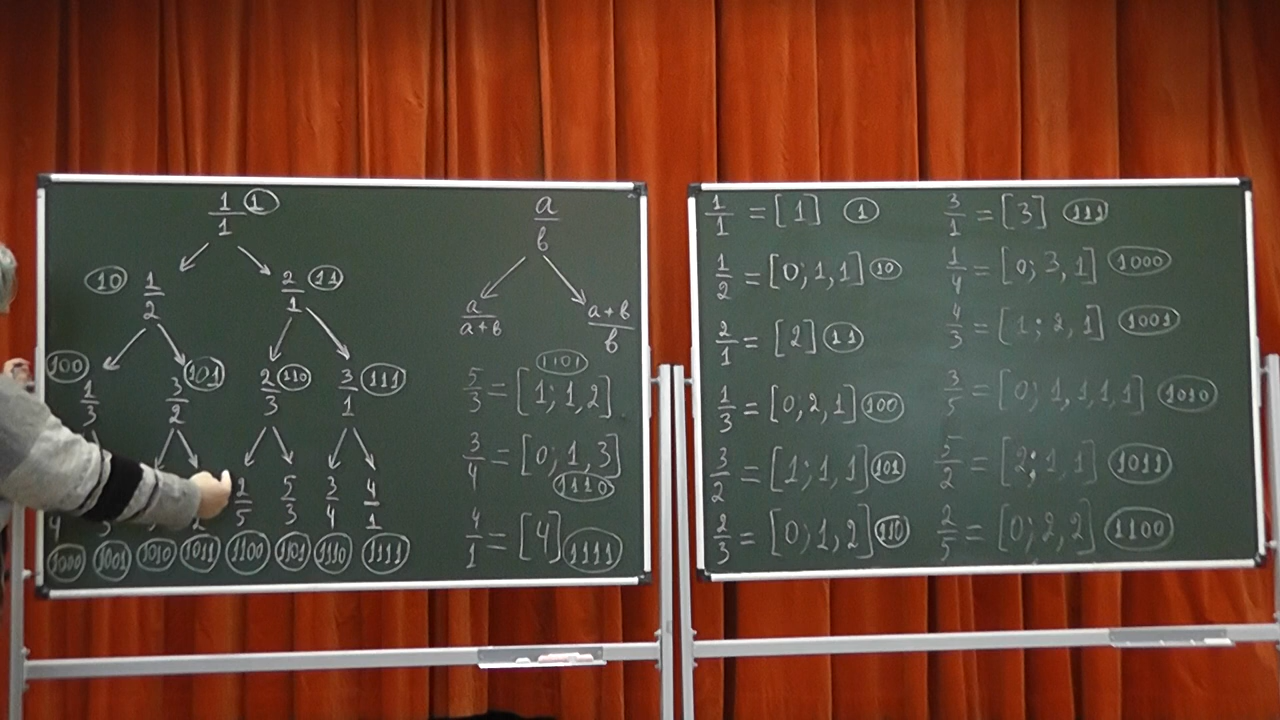 1/1 1
10 1/2 2/1 11
100 1/3 3/2 101 2/3 110 3/1 111
4 2/5 5/3 3/4 4/1
1000 1001 1010 1011 1100 1101 1110 1111
a/b
a/a+b a+b/b
1101
5/3 = [1; 1, 2]
3/4 = [0; 1, 3]
1110
4/1 = [4] 1111
1/1 = [1] 1
1/2 = [0; 1, 1] 10
2/1 = [2] 11
1/3 = [0, 2, 1] 100
3/2 = [1; 1, 1] 101
2/3 = [0; 1, 2] 110
3/1 = [3] 111
1/4 = [0; 3, 1] 1000
4/3 = [1; 2, 1] 1001
3/5 = [0; 1, 1, 1, 1] 1010
5/2 = [2; 1, 1] 1011
2/5 = [0; 2, 2] 1100